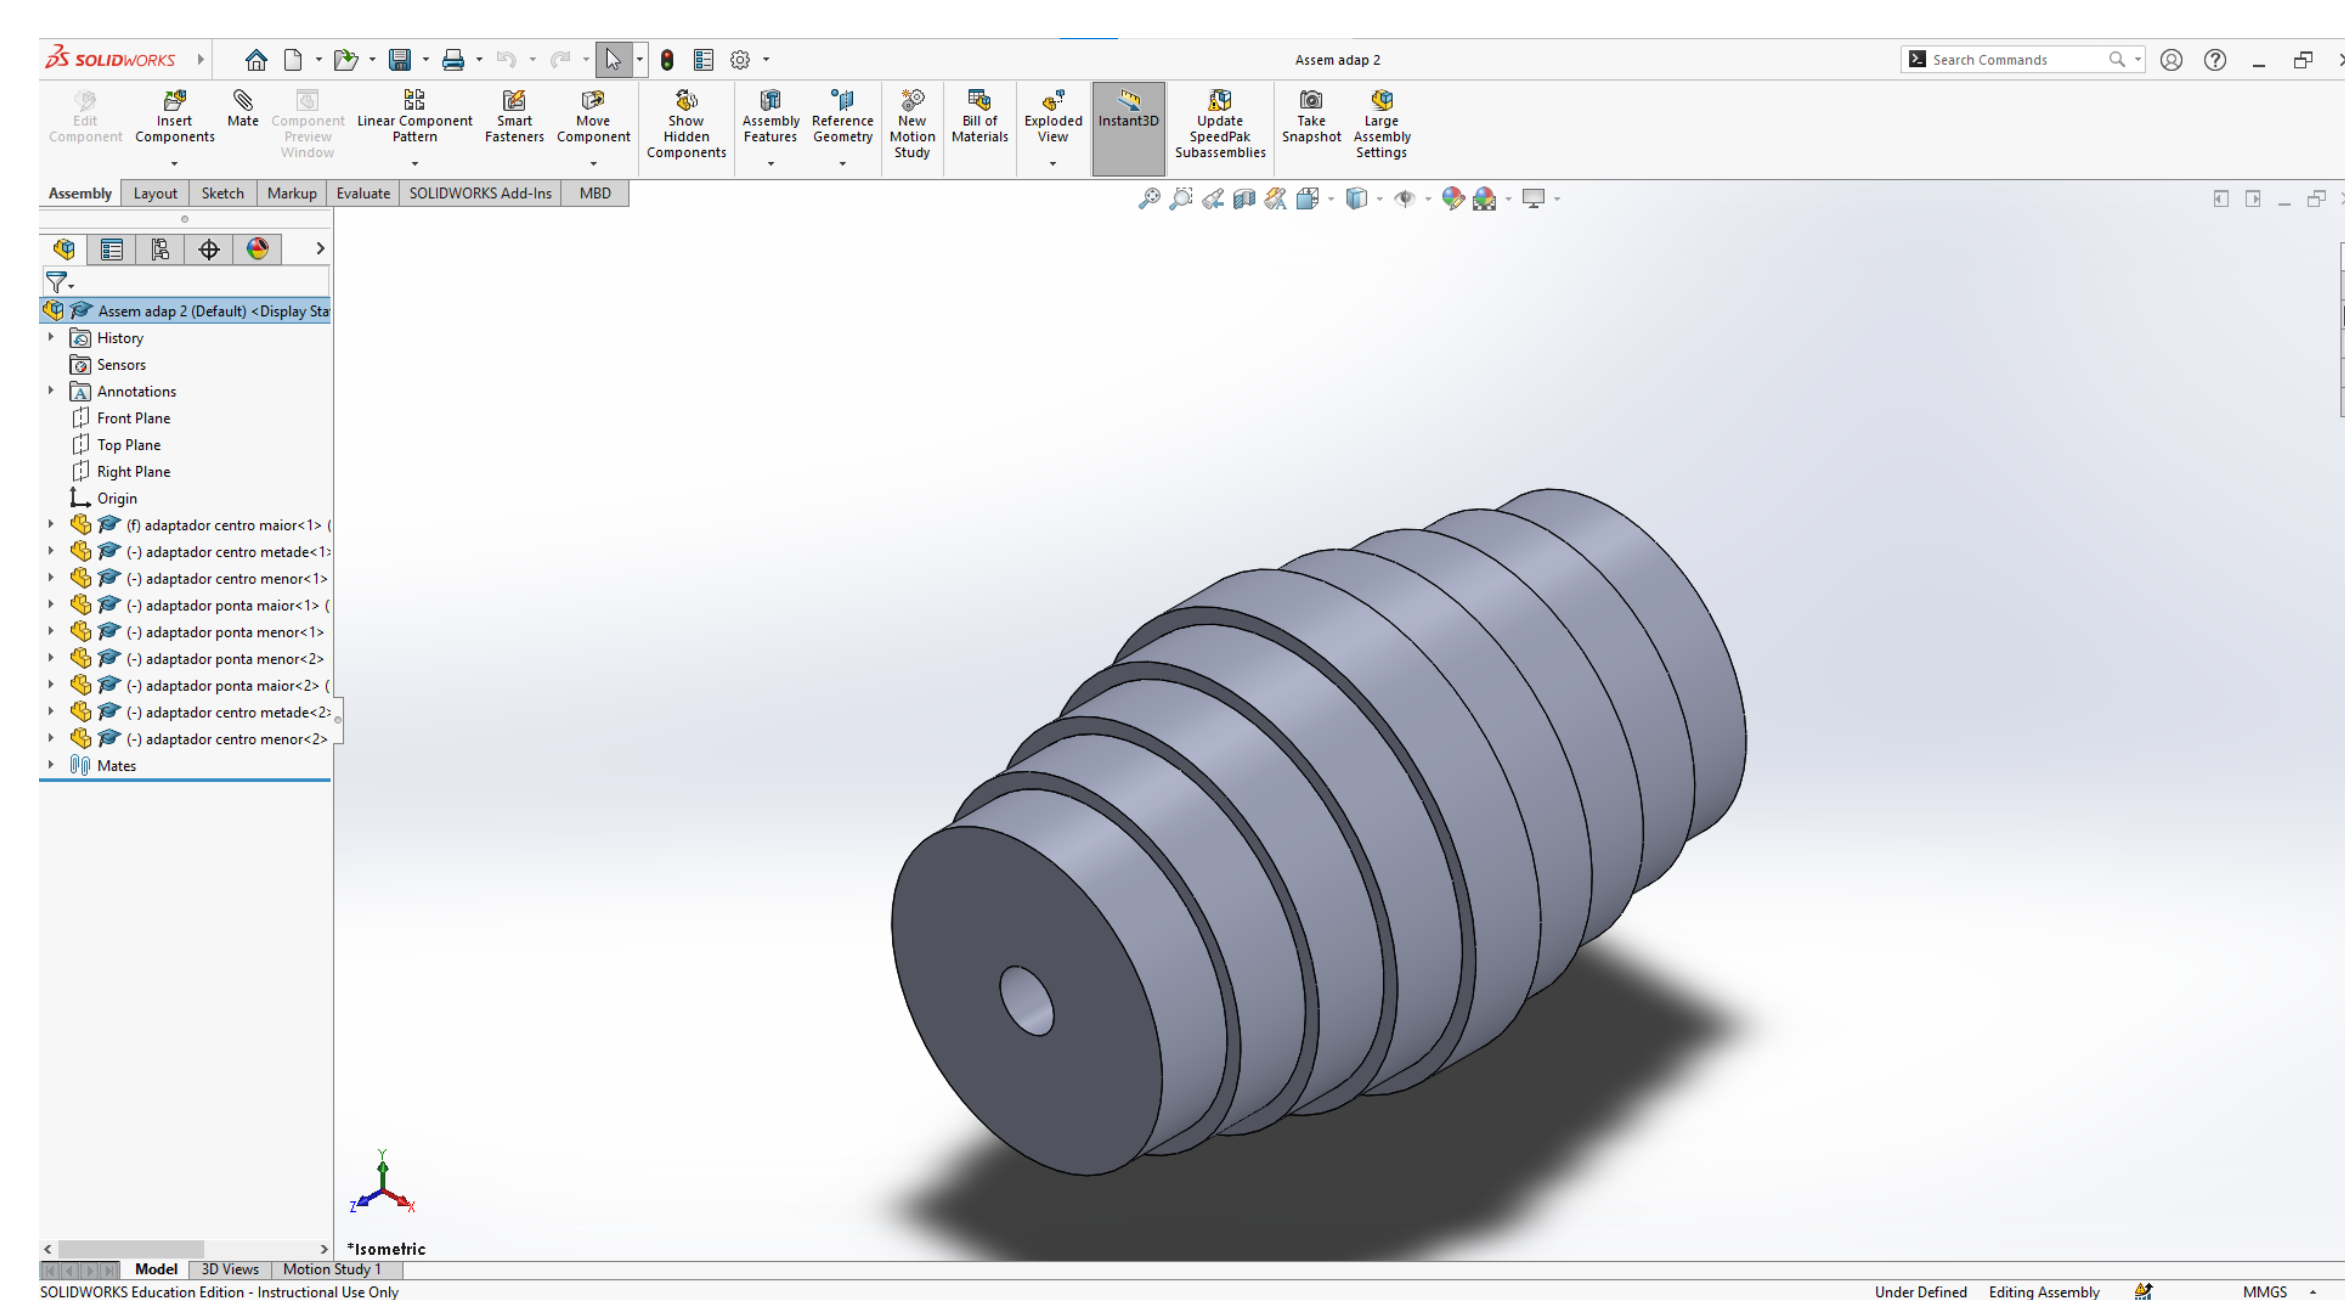 SOLIDWORKS
Assem adap 2
Search Commands
Edit Component
Insert Components
Mate
Component Preview Window
Linear Component Pattern
Smart Fasteners
Move Component
Show Hidden Components
Assembly Features
Reference Geometry
New Motion Study
Bill of Materials
Exploded View
Instant3D
Update SpeedPak Subassemblies
Take Snapshot
Large Assembly Settings
Assembly Layout Sketch Markup Evaluate SOLIDWORKS Add-Ins MBD
Assem adap 2 (Default) <Display Sta
History
Sensors
A Annotations
Front Plane
Top Plane
Right Plane
Origin
(f) adaptador centro maior<1> (
(-) adaptador centro metade<1>
(-) adaptador centro menor<1>
(-) adaptador ponta maior<1> (
(-) adaptador ponta menor<1>
(-) adaptador ponta menor<2>
(-) adaptador ponta maior<2> (
(-) adaptador centro metade<2>
(-) adaptador centro menor<2>
Mates
Y
Z X
*Isometric
Model 3D Views Motion Study 1
SOLIDWORKS Education Edition - Instructional Use Only
Under Defined Editing Assembly MMGS